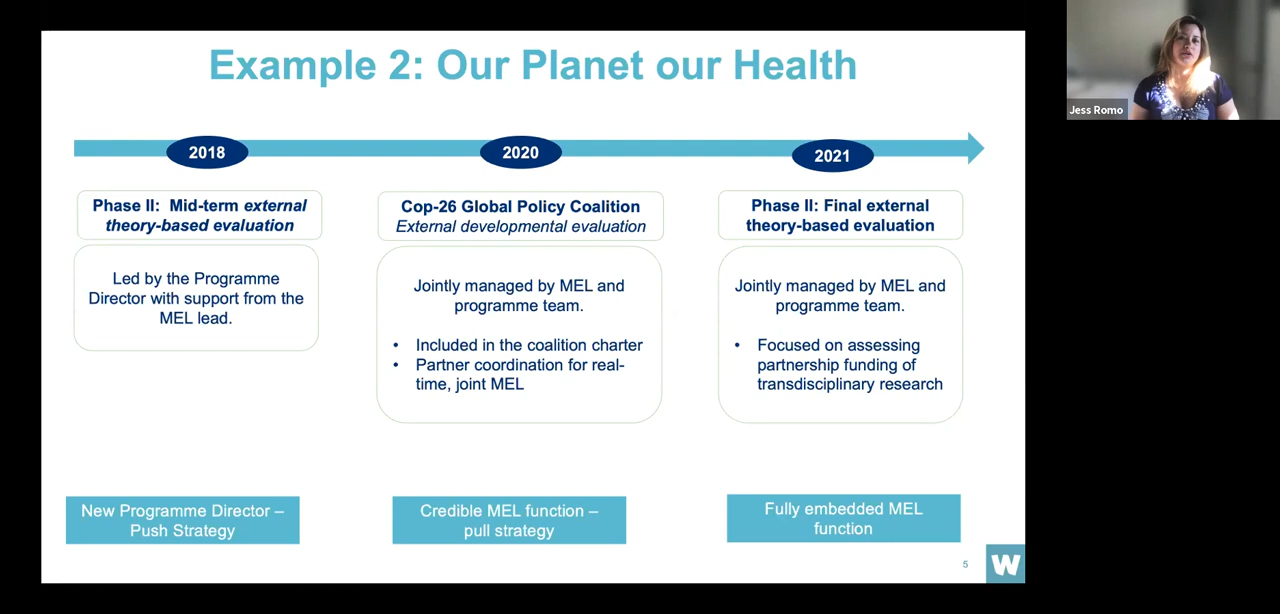 Example 2: Our Planet our Health
Jess Romo
2018
2020
2021
Phase II:  Mid-term external
theory-based evaluation
Led by the Programme
Director with support from the
MEL lead.
Cop-26 Global Policy Coalition
External developmental evaluation
Jointly managed by MEL and
programme team.
• Included in the coalition charter
• Partner coordination for real-
time, joint MEL
Phase II: Final external
theory-based evaluation
Jointly managed by MEL and
programme team.
• Focused on assessing
partnership funding of
transdisciplinary research
New Programme Director –
Push Strategy
Credible MEL function –
pull strategy
Fully embedded MEL
function
5
W